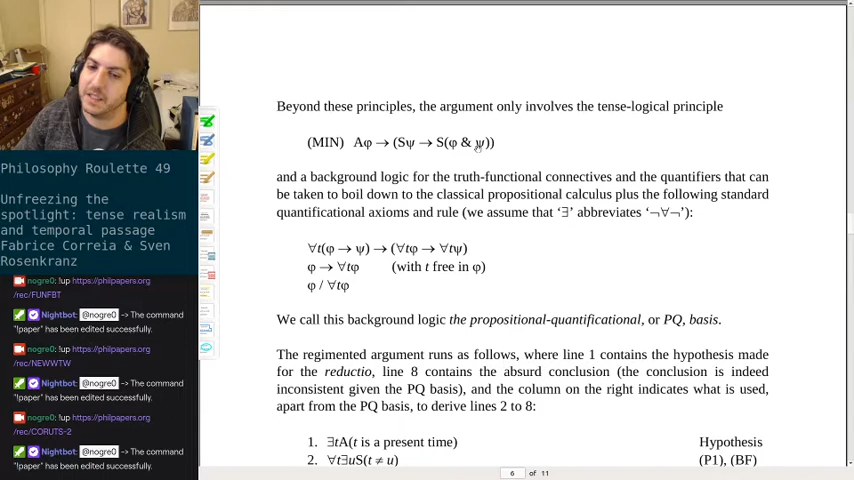 Beyond these principles, the argument only involves the tense-logical principle
(MIN) Aφ → (Sψ → S(φ & ψ))
and a background logic for the truth-functional connectives and the quantifiers that can
be taken to boil down to the classical propositional calculus plus the following standard
quantificational axioms and rule (we assume that ‘∃’ abbreviates ‘¬∀¬’):
∀t(φ → ψ) → (∀tφ → ∀tψ)
φ → ∀tφ (with t free in φ)
φ / ∀tφ
We call this background logic the propositional-quantificational, or PQ, basis.
The regimented argument runs as follows, where line 1 contains the hypothesis made
for the reductio, line 8 contains the absurd conclusion (the conclusion is indeed
inconsistent given the PQ basis), and the column on the right indicates what is used,
apart from the PQ basis, to derive lines 2 to 8:
1. ∃tA(t is a present time) Hypothesis
2. ∀t∃uS(t ≠ u) (P1), (BF)
6 of 11
Philosophy Roulette 49
Unfreezing the
spotlight: tense realism
and temporal passage
Fabrice Correia & Sven
Rosenkranz
nogre0: !up https://philpapers.org
/rec/FUNFBT
Nightbot: @nogre0 -> The command
"!paper" has been edited successfully.
nogre0: !up https://philpapers.org
/rec/NEWWTW
Nightbot: @nogre0 -> The command
"!paper" has been edited successfully.
nogre0: !up https://philpapers.org
/rec/CORUTS-2
Nightbot: @nogre0 -> The command
"!paper" has been edited successfully.